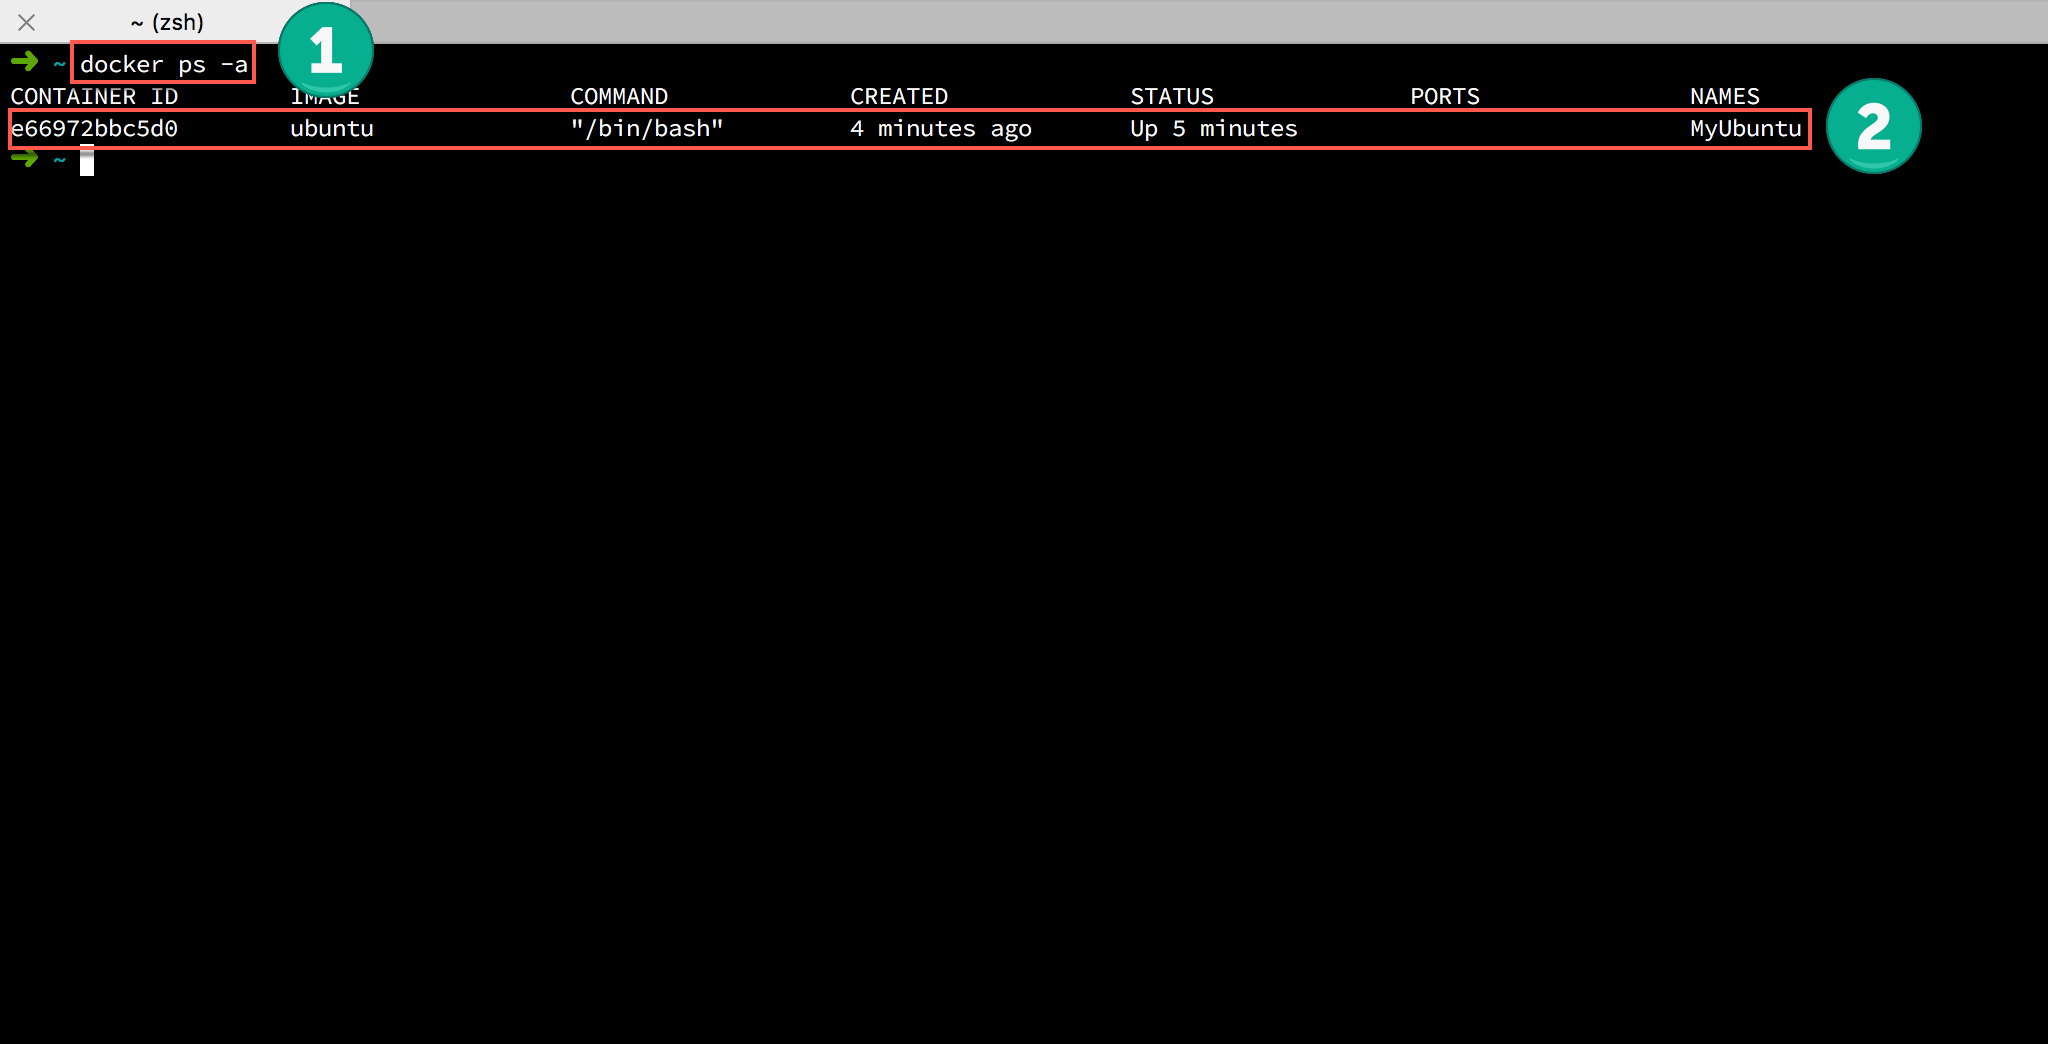 ~ (zsh)
1
➜ ~ docker ps -a
CONTAINER ID IMAGE COMMAND CREATED STATUS PORTS NAMES
e66972bbc5d0 ubuntu "/bin/bash" 4 minutes ago Up 5 minutes MyUbuntu
2
➜ ~